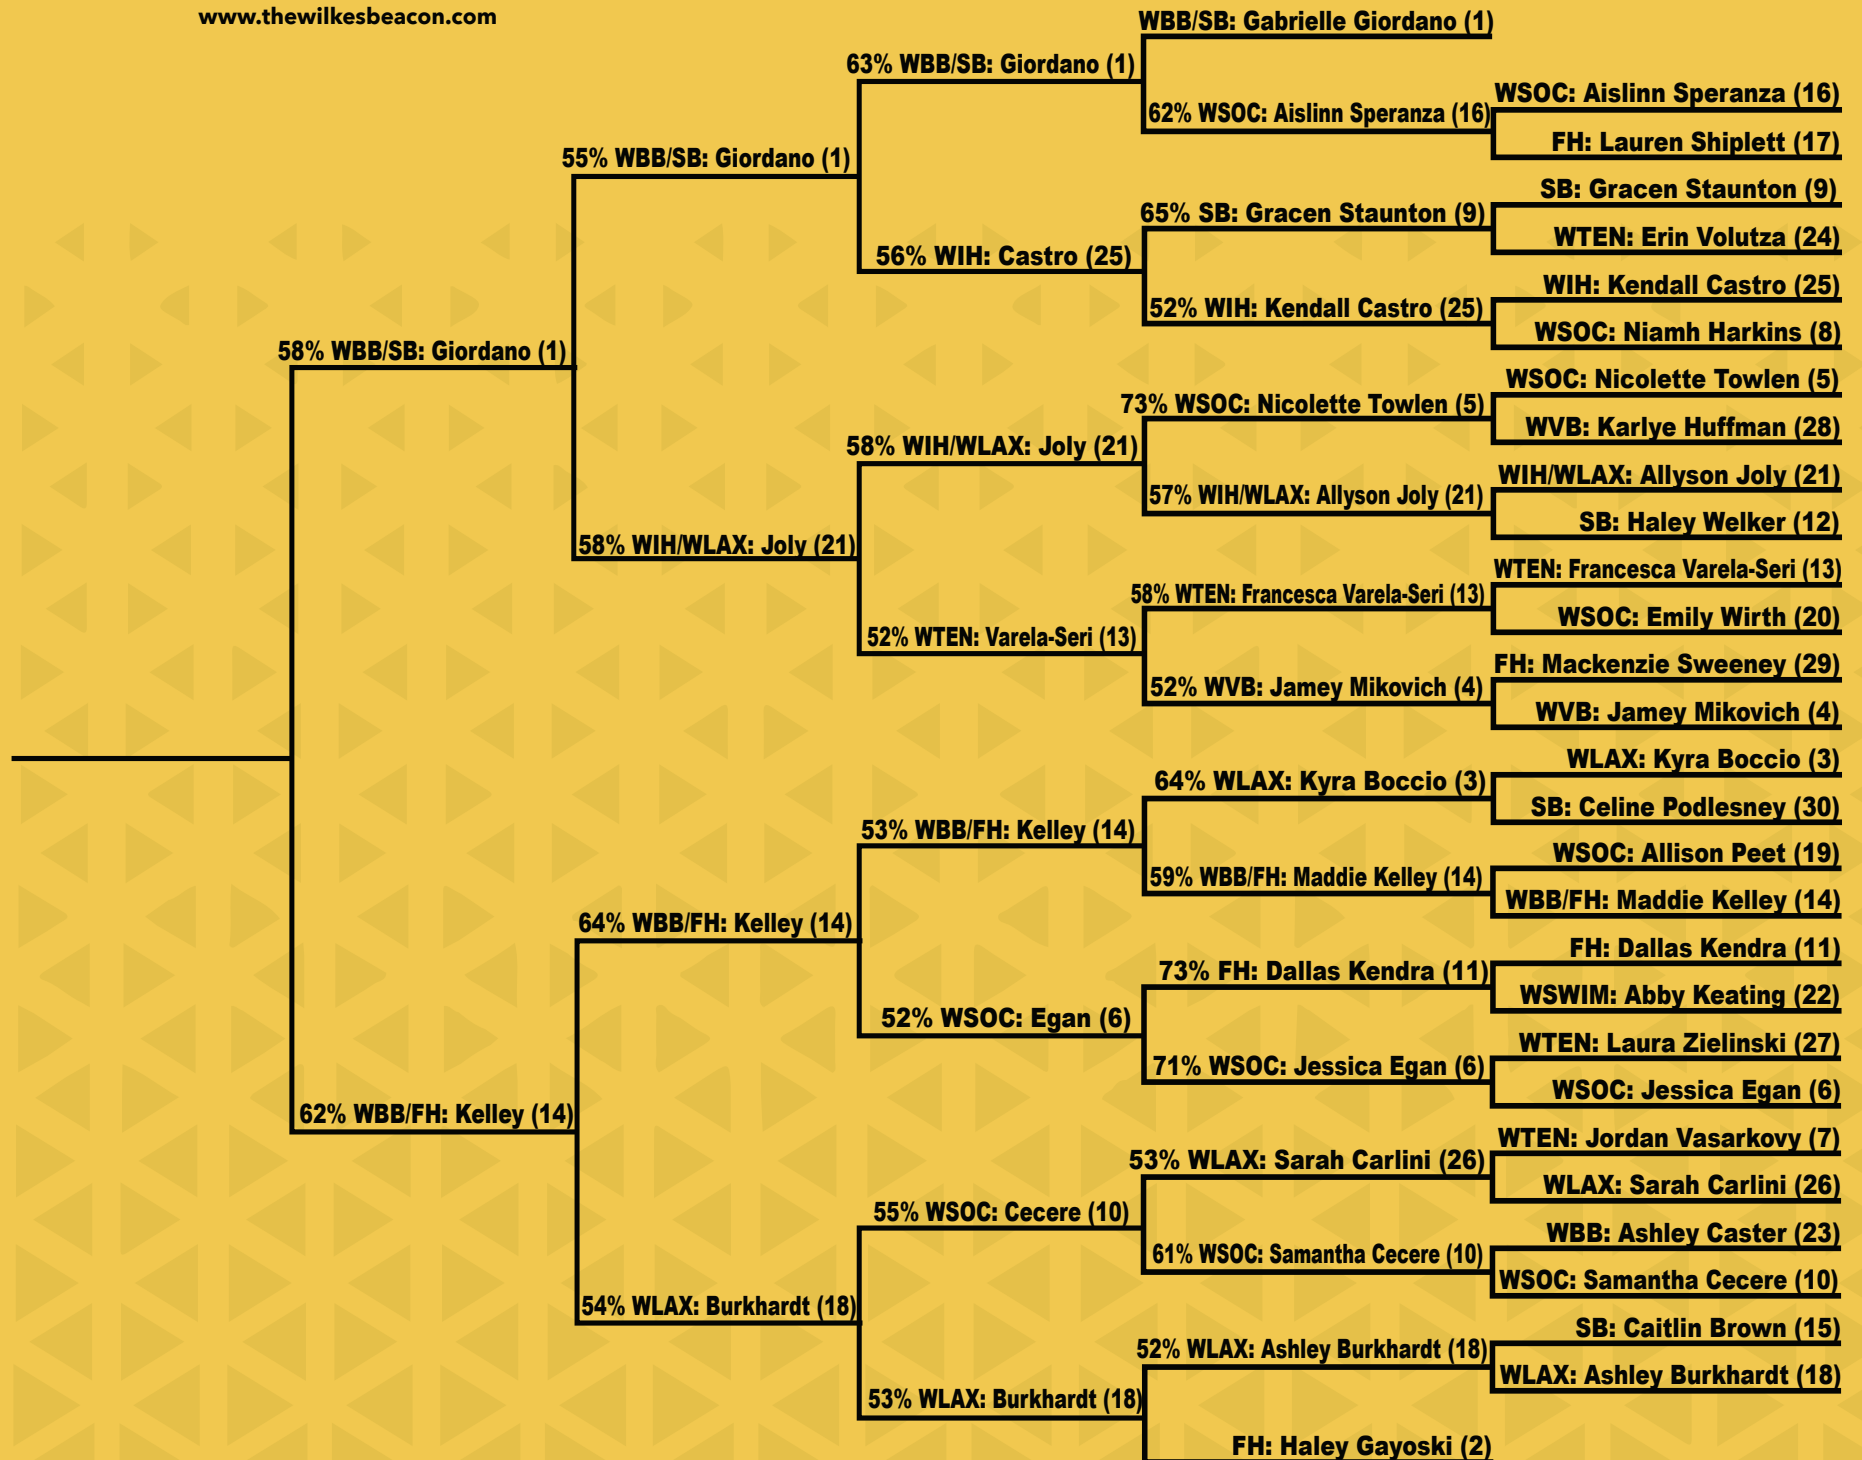 www.thewilkesbeacon.com
WBB/SB: Gabrielle Giordano (1)
63% WBB/SB: Giordano (1)
WSOC: Aislinn Speranza (16)
62% WSOC: Aislinn Speranza (16)
FH: Lauren Shiplett (17)
55% WBB/SB: Giordano (1)
SB: Gracen Staunton (9)
65% SB: Gracen Staunton (9)
WTEN: Erin Volutza (24)
56% WIH: Castro (25)
WIH: Kendall Castro (25)
52% WIH: Kendall Castro (25)
WSOC: Niamh Harkins (8)
58% WBB/SB: Giordano (1)
WSOC: Nicolette Towlen (5)
73% WSOC: Nicolette Towlen (5)
WVB: Karlye Huffman (28)
58% WIH/WLAX: Joly (21)
WIH/WLAX: Allyson Joly (21)
57% WIH/WLAX: Allyson Joly (21)
SB: Haley Welker (12)
58% WIH/WLAX: Joly (21)
WTEN: Francesca Varela-Seri (13)
58% WTEN: Francesca Varela-Seri (13)
WSOC: Emily Wirth (20)
52% WTEN: Varela-Seri (13)
FH: Mackenzie Sweeney (29)
52% WVB: Jamey Mikovich (4)
WVB: Jamey Mikovich (4)
WLAX: Kyra Boccio (3)
64% WLAX: Kyra Boccio (3)
SB: Celine Podlesney (30)
53% WBB/FH: Kelley (14)
WSOC: Allison Peet (19)
59% WBB/FH: Maddie Kelley (14)
WBB/FH: Maddie Kelley (14)
64% WBB/FH: Kelley (14)
FH: Dallas Kendra (11)
73% FH: Dallas Kendra (11)
WSWIM: Abby Keating (22)
52% WSOC: Egan (6)
WTEN: Laura Zielinski (27)
71% WSOC: Jessica Egan (6)
WSOC: Jessica Egan (6)
62% WBB/FH: Kelley (14)
WTEN: Jordan Vasarkovy (7)
53% WLAX: Sarah Carlini (26)
WLAX: Sarah Carlini (26)
55% WSOC: Cecere (10)
WBB: Ashley Caster (23)
61% WSOC: Samantha Cecere (10)
WSOC: Samantha Cecere (10)
54% WLAX: Burkhardt (18)
SB: Caitlin Brown (15)
52% WLAX: Ashley Burkhardt (18)
WLAX: Ashley Burkhardt (18)
53% WLAX: Burkhardt (18)
FH: Haley Gayoski (2)